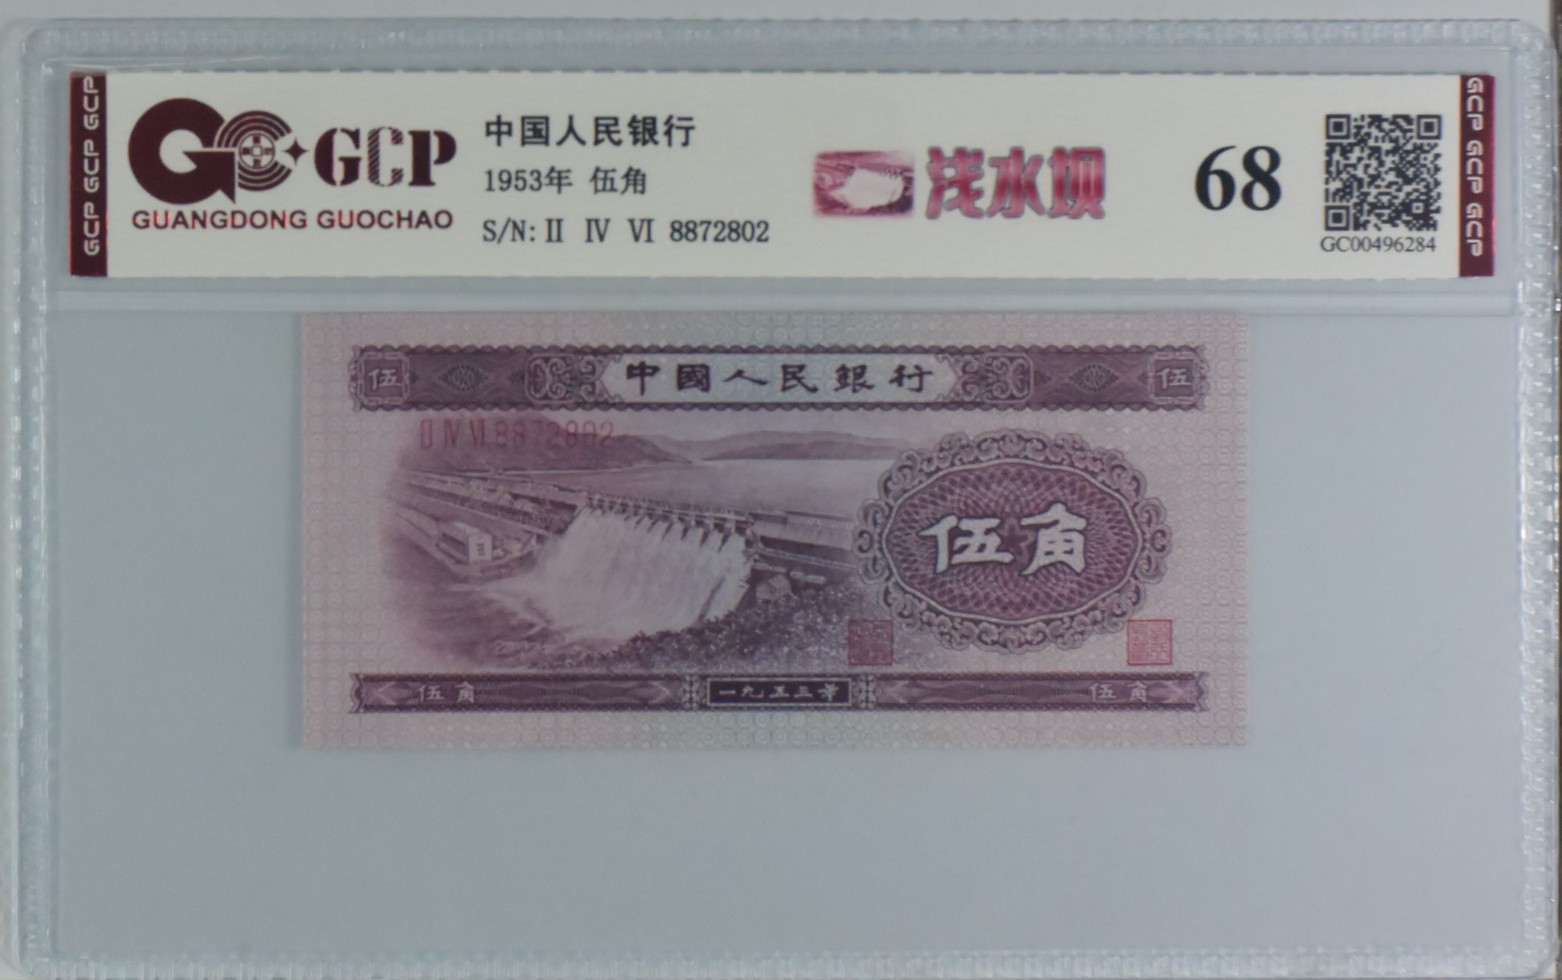 GCP GCP GCP
GCP
GUANGDONG GUOCHAO
中国人民银行
1953年 伍角
S/N: II IV VI 8872802
浅水坝
68
GC00496284
GCP GCP GCP
伍 中國人民銀行 伍
II IV VI 8872802
伍角
伍角 一九五三年 伍角